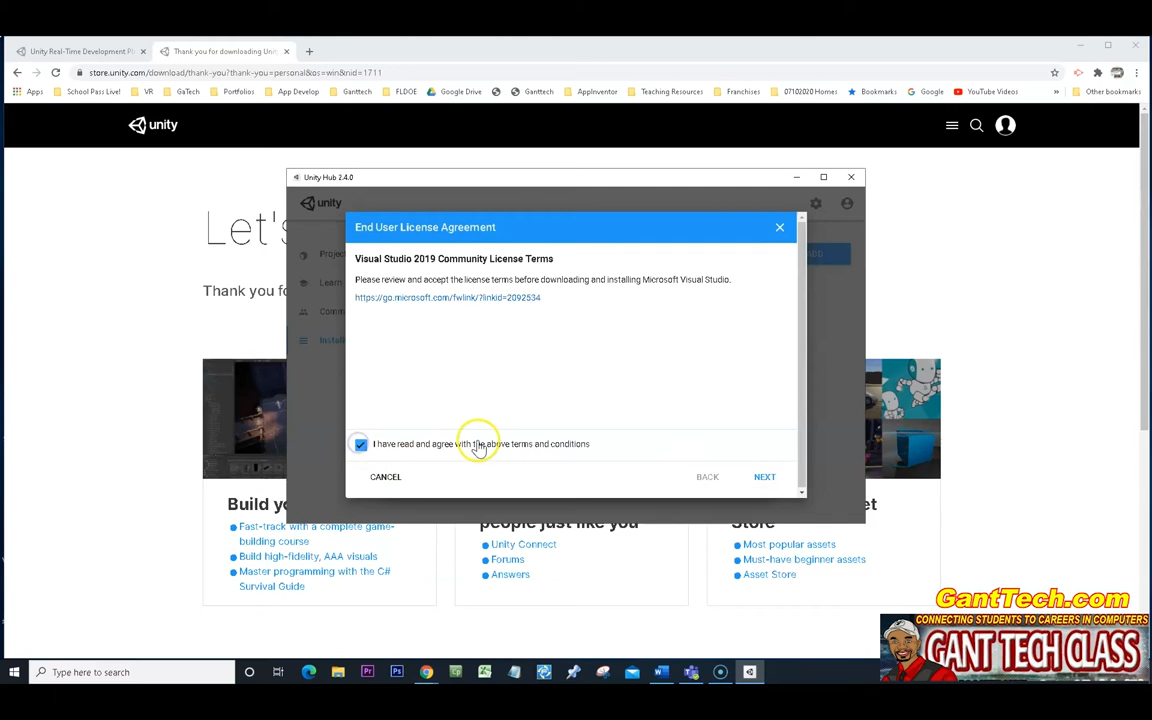 Unity Real-Time Development Pl
Thank you for downloading Unit
store.unity.com/download/thank-you?thank-you=personal&os=win&nid=1711
Apps School Pass Live! VR GaTech Portfolios App Develop Ganttech FLDOE Google Drive Ganttech AppInventor Teaching Resources Franchises 07102020 Homes Bookmarks Google YouTube Videos Other bookmarks
unity
Unity Hub 2.4.0
unity
Let's
Thank you fo
Projec
Learn
Comm
Install
ADD
End User License Agreement
Visual Studio 2019 Community License Terms
Please review and accept the license terms before downloading and installing Microsoft Visual Studio.
https://go.microsoft.com/fwlink/?linkid=2092534
I have read and agree with the above terms and conditions
CANCEL BACK NEXT
Build yo
Fast-track with a complete game-
building course
Build high-fidelity, AAA visuals
Master programming with the C#
Survival Guide
people just like you
Unity Connect
Forums
Answers
et
Store
Most popular assets
Must-have beginner assets
Asset Store
GantTech.com
CONNECTING STUDENTS TO CAREERS IN COMPUTERS
GANT TECH CLASS
Type here to search